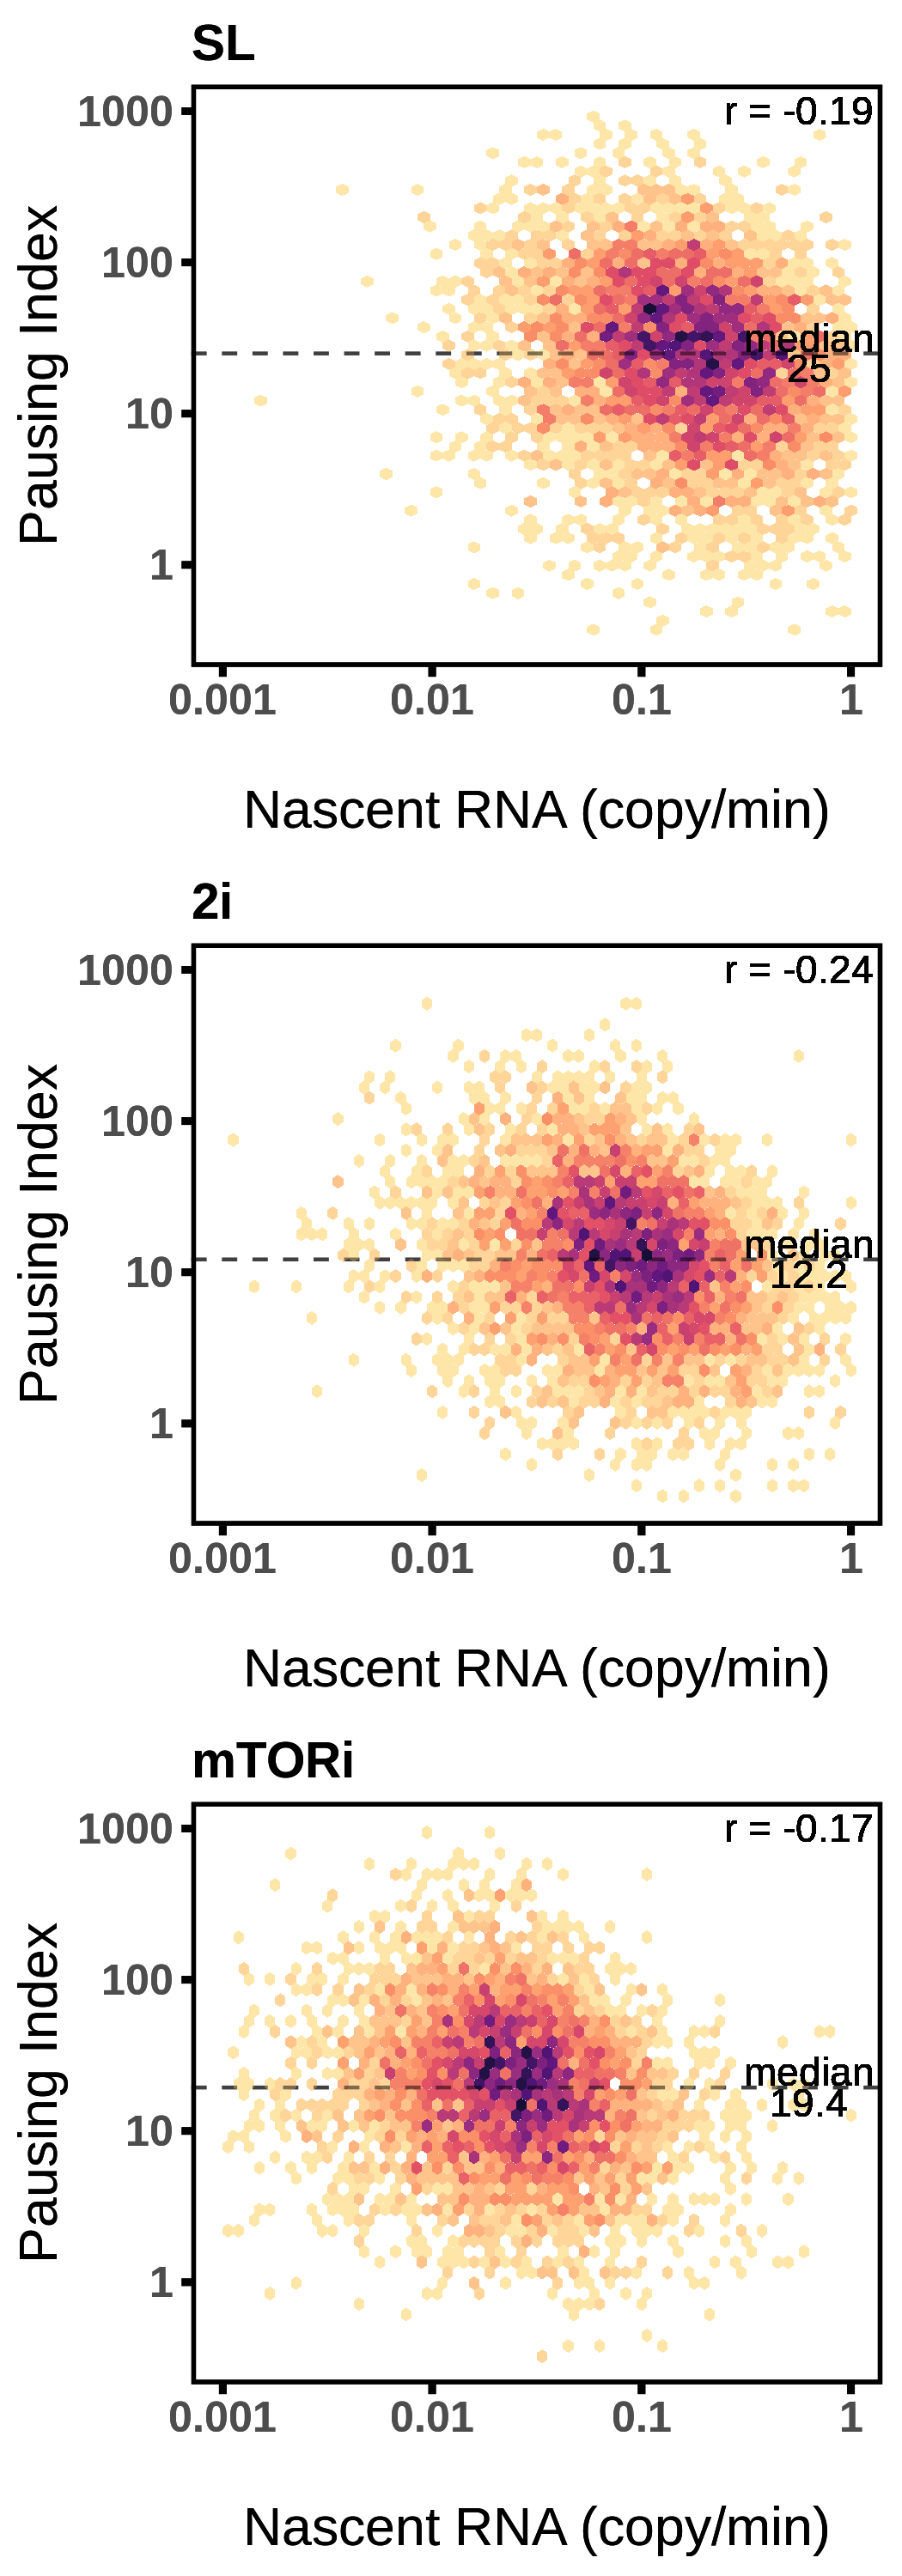 SL
r = -0.19
1000
100
10
1
Pausing Index
median
25
0.001 0.01 0.1 1
Nascent RNA (copy/min)
2i
r = -0.24
1000
100
10
1
Pausing Index
median
12.2
0.001 0.01 0.1 1
Nascent RNA (copy/min)
mTORi
r = -0.17
1000
100
10
1
Pausing Index
median
19.4
0.001 0.01 0.1 1
Nascent RNA (copy/min)